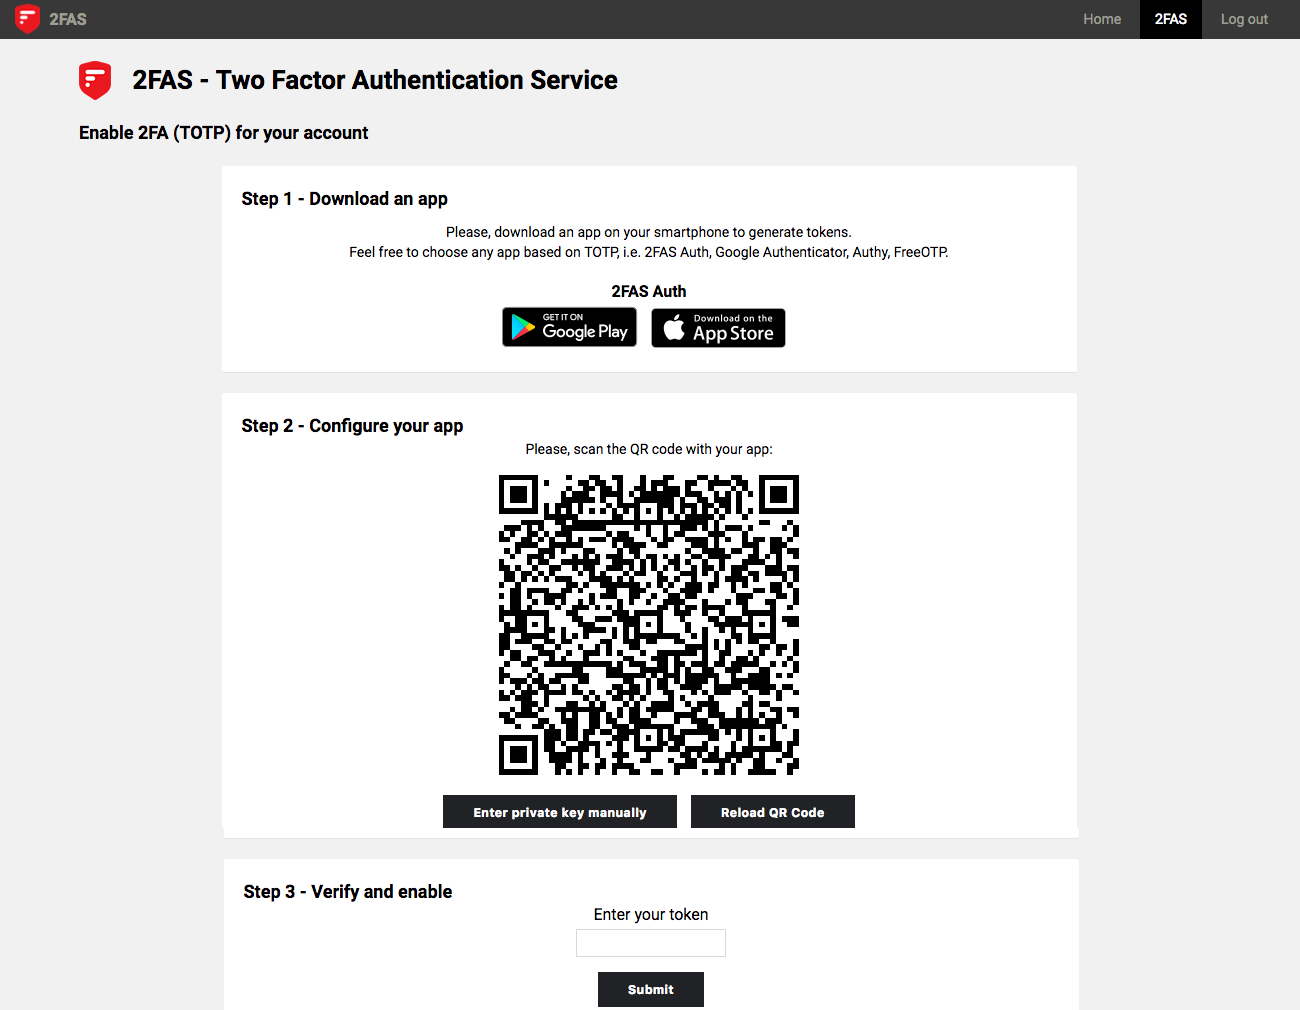 2FAS
Home
2FAS
Log out
2FAS - Two Factor Authentication Service
Enable 2FA (TOTP) for your account
Step 1 - Download an app
Please, download an app on your smartphone to generate tokens.
Feel free to choose any app based on TOTP, i.e. 2FAS Auth, Google Authenticator, Authy, FreeOTP.
2FAS Auth
GET IT ON
Google Play
Download on the
App Store
Step 2 - Configure your app
Please, scan the QR code with your app:
Enter private key manually
Reload QR Code
Step 3 - Verify and enable
Enter your token
Submit